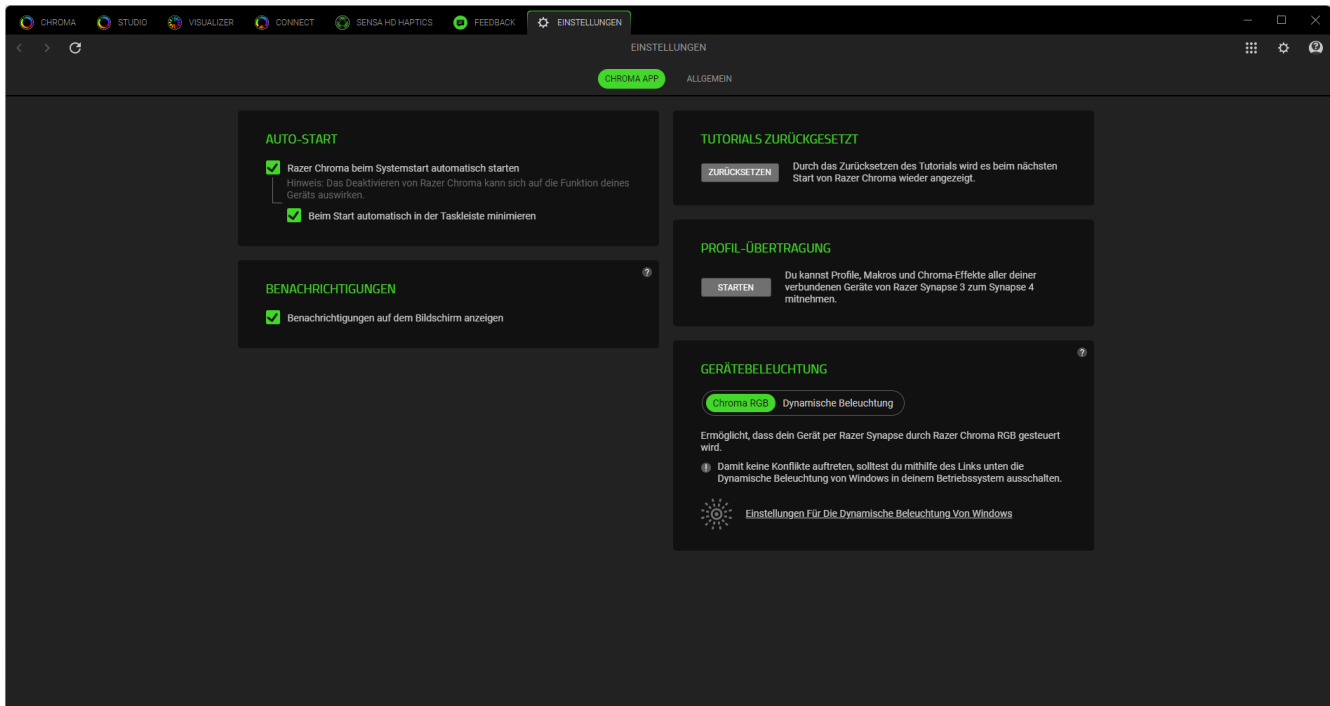 CHROMA
STUDIO
VISUALIZER
CONNECT
SENSA HD HAPTICS
FEEDBACK
EINSTELLUNGEN
EINSTELLUNGEN
CHROMA APP
ALLGEMEIN
AUTO-START
Razer Chroma beim Systemstart automatisch starten
Hinweis: Das Deaktivieren von Razer Chroma kann sich auf die Funktion deines
Geräts auswirken.
Beim Start automatisch in der Taskleiste minimieren
BENACHRICHTIGUNGEN
?
Benachrichtigungen auf dem Bildschirm anzeigen
TUTORIALS ZURÜCKGESETZT
ZURÜCKSETZEN
Durch das Zurücksetzen des Tutorials wird es beim nächsten
Start von Razer Chroma wieder angezeigt.
PROFIL-ÜBERTRAGUNG
STARTEN
Du kannst Profile, Makros und Chroma-Effekte aller deiner
verbundenen Geräte von Razer Synapse 3 zum Synapse 4
mitnehmen.
?
GERÄTEBELEUCHTUNG
Chroma RGB
Dynamische Beleuchtung
Ermöglicht, dass dein Gerät per Razer Synapse durch Razer Chroma RGB gesteuert
wird.
! Damit keine Konflikte auftreten, solltest du mithilfe des Links unten die
Dynamische Beleuchtung von Windows in deinem Betriebssystem ausschalten.
Einstellungen Für Die Dynamische Beleuchtung Von Windows